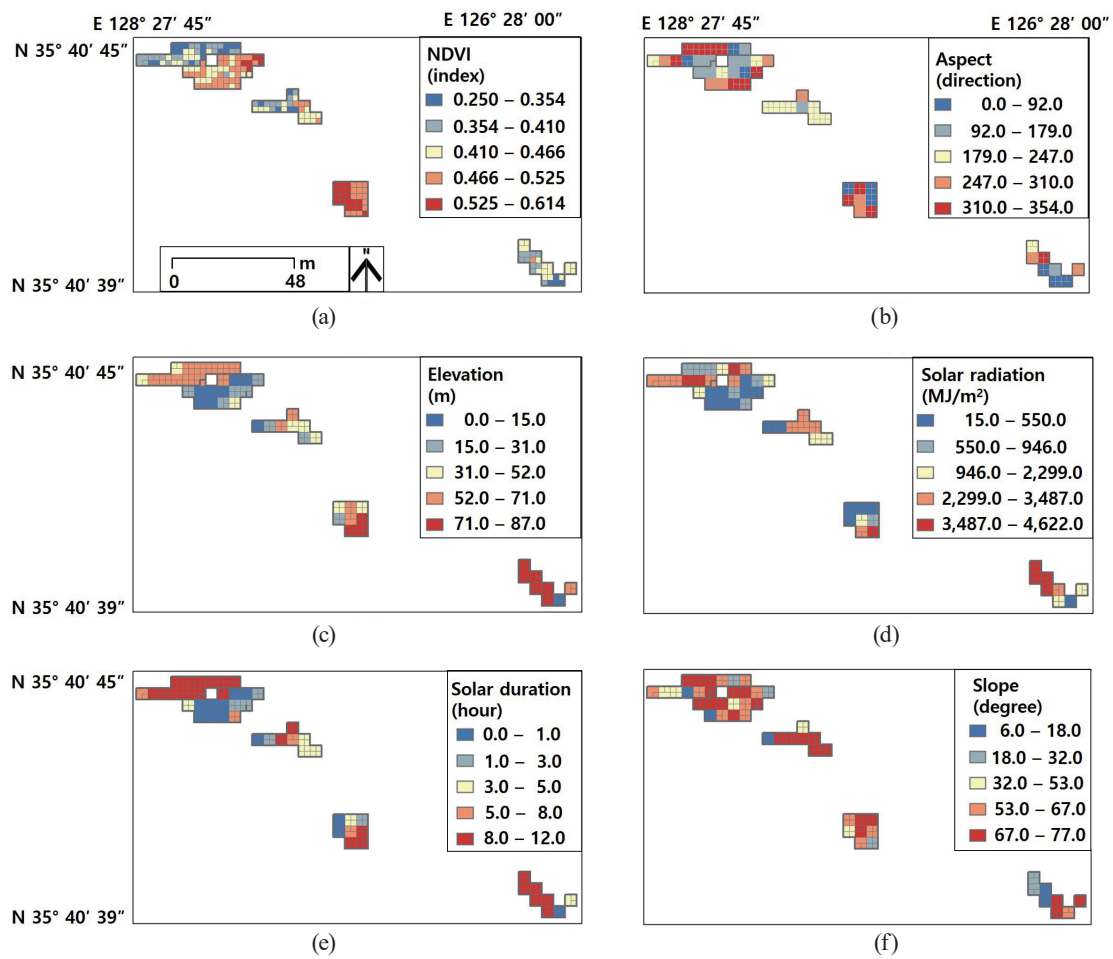 E 128° 27′ 45″
E 126° 28′ 00″
E 128° 27′ 45″
E 126° 28′ 00″
N 35° 40′ 45″
NDVI
(index)
0.250 – 0.354
0.354 – 0.410
0.410 – 0.466
0.466 – 0.525
0.525 – 0.614
N
m
0
48
N 35° 40′ 39″
(a)
Aspect
(direction)
0.0 – 92.0
92.0 – 179.0
179.0 – 247.0
247.0 – 310.0
310.0 – 354.0
(b)
N 35° 40′ 45″
Elevation
(m)
0.0 – 15.0
15.0 – 31.0
31.0 – 52.0
52.0 – 71.0
71.0 – 87.0
N 35° 40′ 39″
(c)
Solar radiation
(MJ/m²)
15.0 – 550.0
550.0 – 946.0
946.0 – 2,299.0
2,299.0 – 3,487.0
3,487.0 – 4,622.0
(d)
N 35° 40′ 45″
Solar duration
(hour)
0.0 – 1.0
1.0 – 3.0
3.0 – 5.0
5.0 – 8.0
8.0 – 12.0
N 35° 40′ 39″
(e)
Slope
(degree)
6.0 – 18.0
18.0 – 32.0
32.0 – 53.0
53.0 – 67.0
67.0 – 77.0
(f)